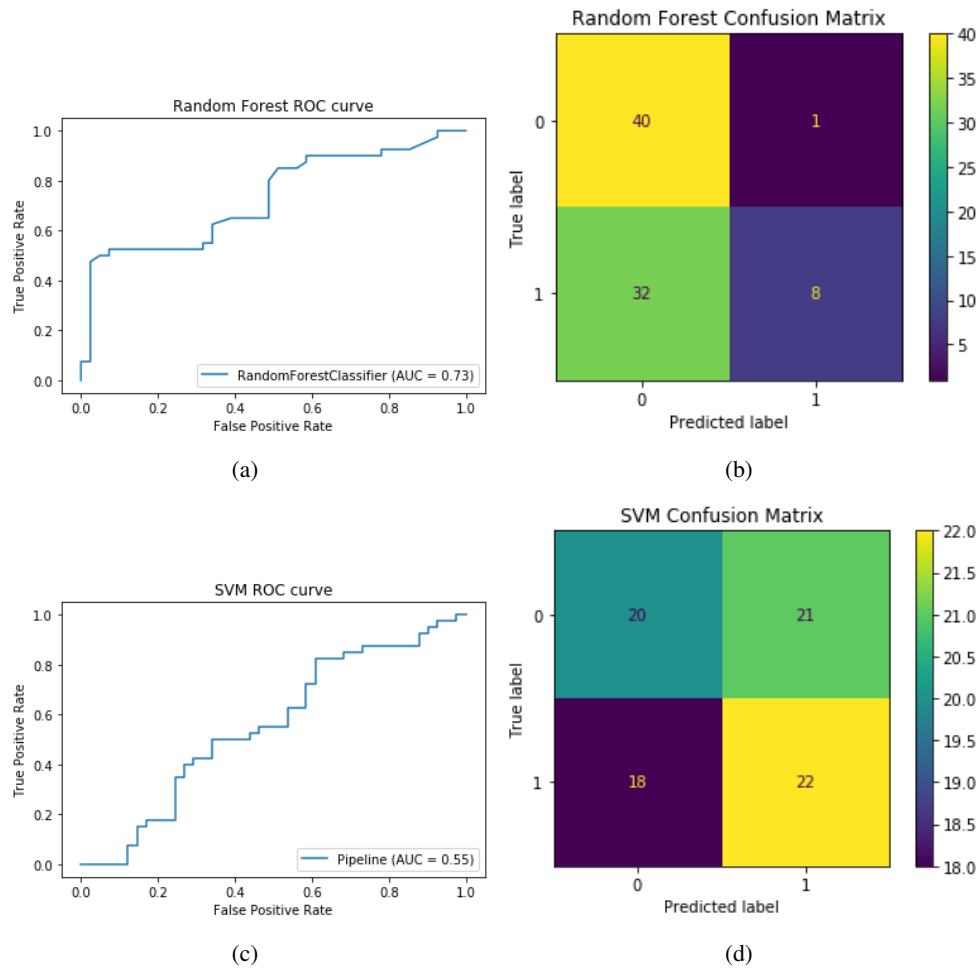 Random Forest ROC curve
1.0
0.8
0.6
0.4
0.2
0.0
True Positive Rate
RandomForestClassifier (AUC = 0.73)
0.0 0.2 0.4 0.6 0.8 1.0
False Positive Rate
(a)
Random Forest Confusion Matrix
0
1
True label
40 1
32 8
0 1
Predicted label
40
35
30
25
20
15
10
5
(b)
SVM ROC curve
1.0
0.8
0.6
0.4
0.2
0.0
True Positive Rate
Pipeline (AUC = 0.55)
0.0 0.2 0.4 0.6 0.8 1.0
False Positive Rate
(c)
SVM Confusion Matrix
0
1
True label
20 21
18 22
0 1
Predicted label
22.0
21.5
21.0
20.5
20.0
19.5
19.0
18.5
18.0
(d)